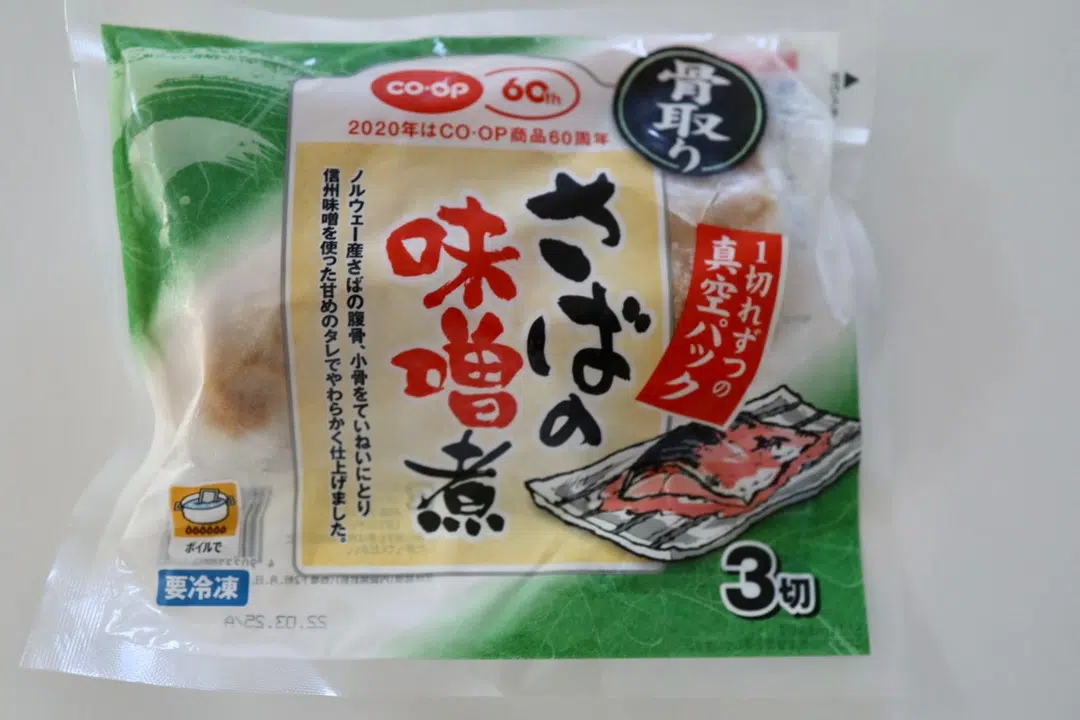 CO·OP 60th
2020年はCO·OP商品60周年
骨取り
さばの
味噌煮
ノルウェー産さばの腹骨、小骨をていねいにとり
信州味噌を使った甘めのタレでやわらかく仕上げました。
1切れずつの
真空パック
3切
ボイルで
要冷凍
22.03.25/A